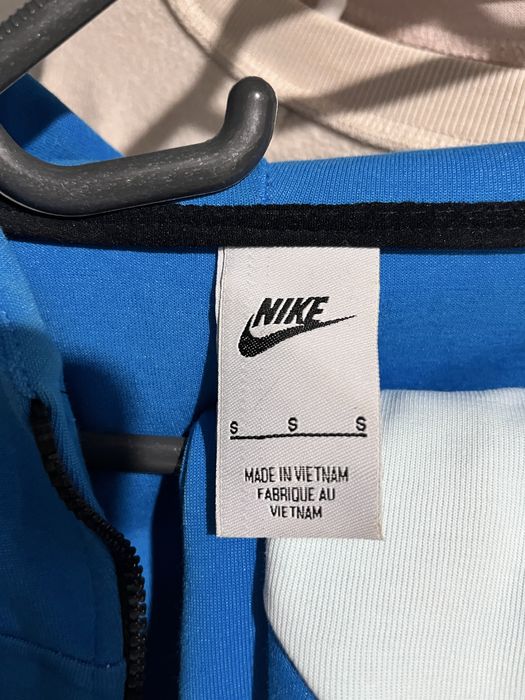 NIKE
S S S
MADE IN VIETNAM
FABRIQUE AU
VIETNAM